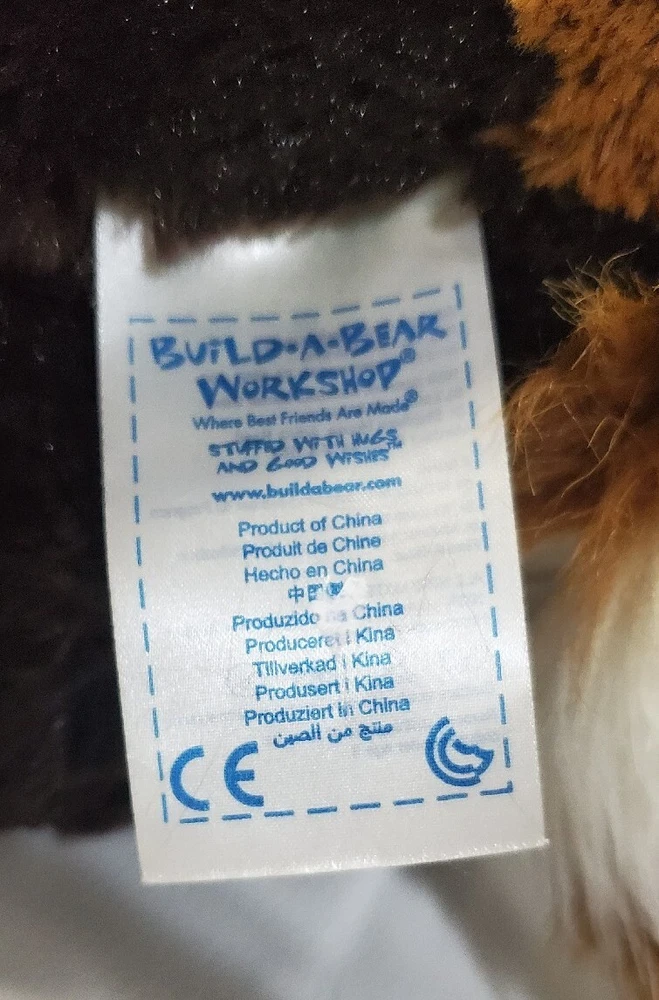 BUILD-A-BEAR
WORKSHOP®
Where Best Friends Are Made®
STUFFED WITH HUGS
AND GOOD WISHES™
www.buildabear.com
Product of China
Produit de Chine
Hecho en China
中
Produzido China
Produceret i Kina
Tillverkad i Kina
Produsert i Kina
Produziert in China
منتج من الصين
CE